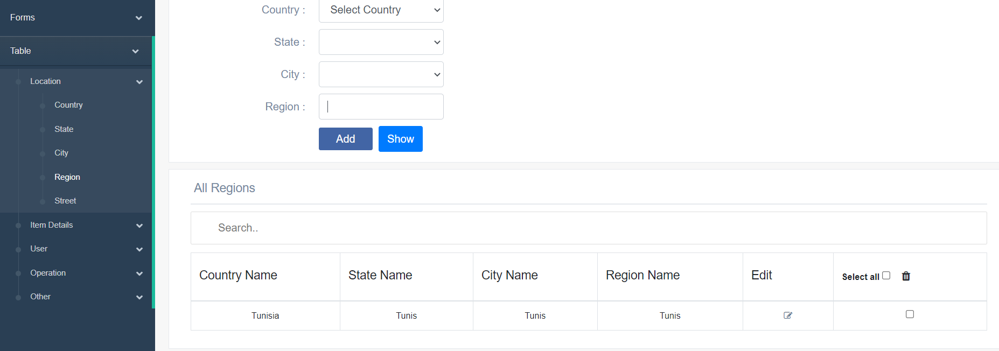 Forms
Table
Location
Country
State
City
Region
Street
Item Details
User
Operation
Other
Country : Select Country
State :
City :
Region :
Add Show
All Regions
Search..
Country Name State Name City Name Region Name Edit Select all
Tunisia Tunis Tunis Tunis